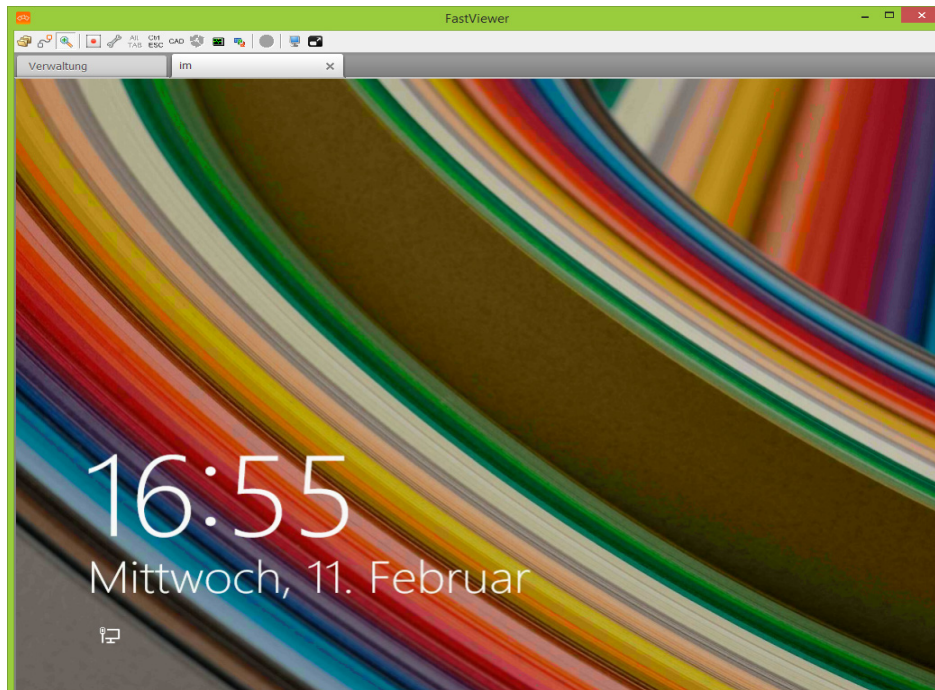 FastViewer
Alt TAB Ctrl ESC CAD
Verwaltung im
16:55
Mittwoch, 11. Februar